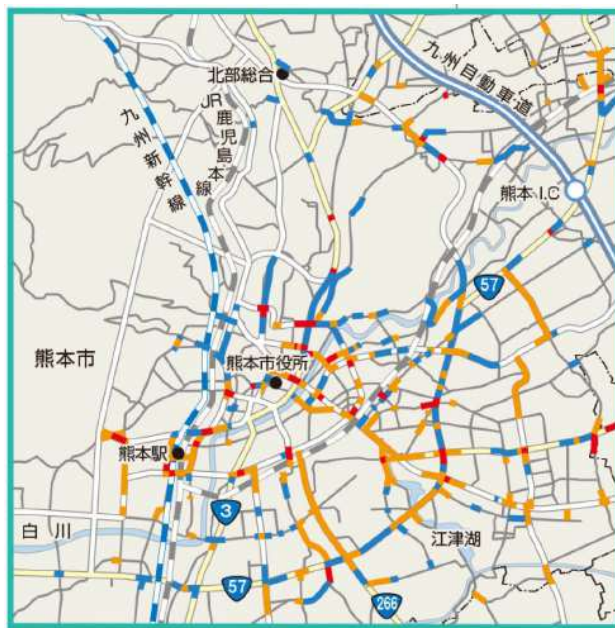 北部総合
九州自動車道
JR鹿児島本線
九州新幹線
熊本I.C
57
熊本市
熊本市役所
熊本駅
3
白川
江津湖
57
266